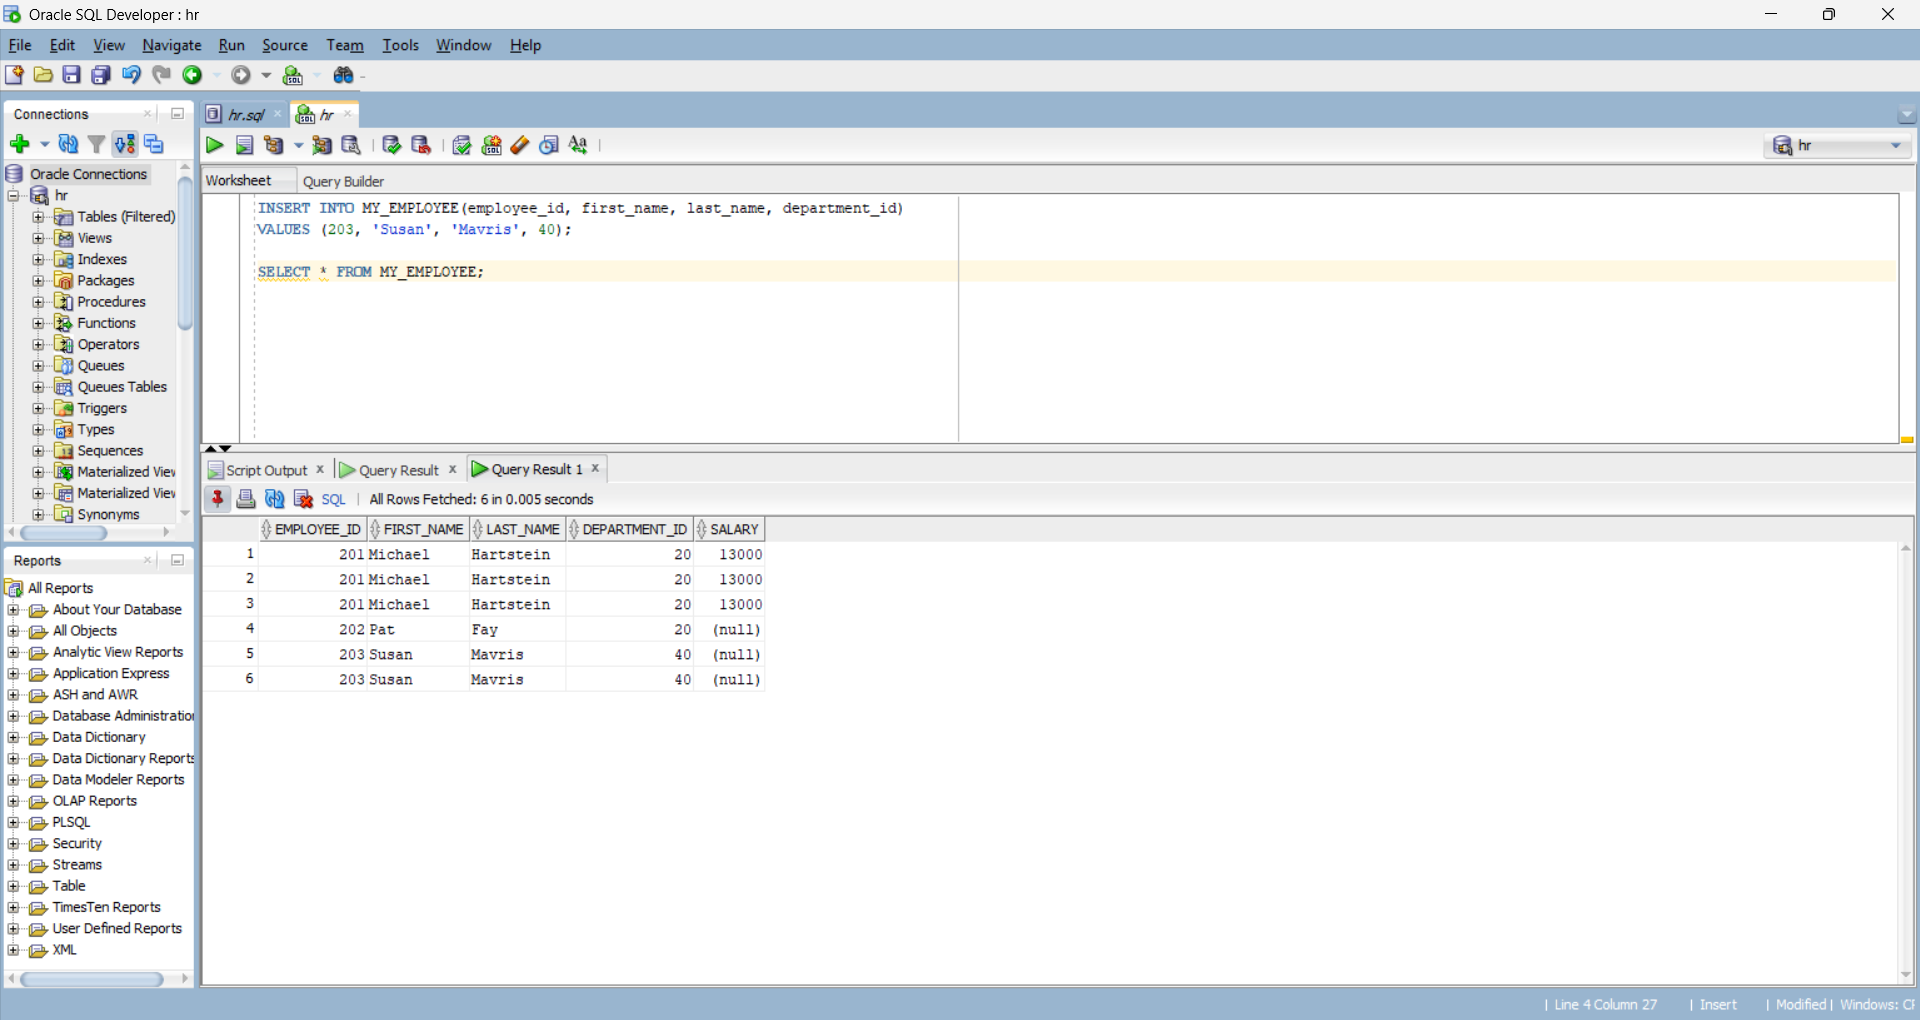 Oracle SQL Developer : hr
File Edit View Navigate Run Source Team Tools Window Help
Connections
Oracle Connections
hr
Tables (Filtered)
Views
Indexes
Packages
Procedures
Functions
Operators
Queues
Queues Tables
Triggers
Types
Sequences
Materialized View
Materialized View
Synonyms
Reports
All Reports
About Your Database
All Objects
Analytic View Reports
Application Express
ASH and AWR
Database Administration
Data Dictionary
Data Dictionary Reports
Data Modeler Reports
OLAP Reports
PLSQL
Security
Streams
Table
TimesTen Reports
User Defined Reports
XML
hr.sql hr
hr
Worksheet Query Builder
INSERT INTO MY_EMPLOYEE(employee_id, first_name, last_name, department_id)
VALUES (203, 'Susan', 'Mavris', 40);
SELECT * FROM MY_EMPLOYEE;
Script Output Query Result Query Result 1
SQL All Rows Fetched: 6 in 0.005 seconds
EMPLOYEE_ID FIRST_NAME LAST_NAME DEPARTMENT_ID SALARY
1 201 Michael Hartstein 20 13000
2 201 Michael Hartstein 20 13000
3 201 Michael Hartstein 20 13000
4 202 Pat Fay 20 (null)
5 203 Susan Mavris 40 (null)
6 203 Susan Mavris 40 (null)
Line 4 Column 27 Insert Modified Windows: